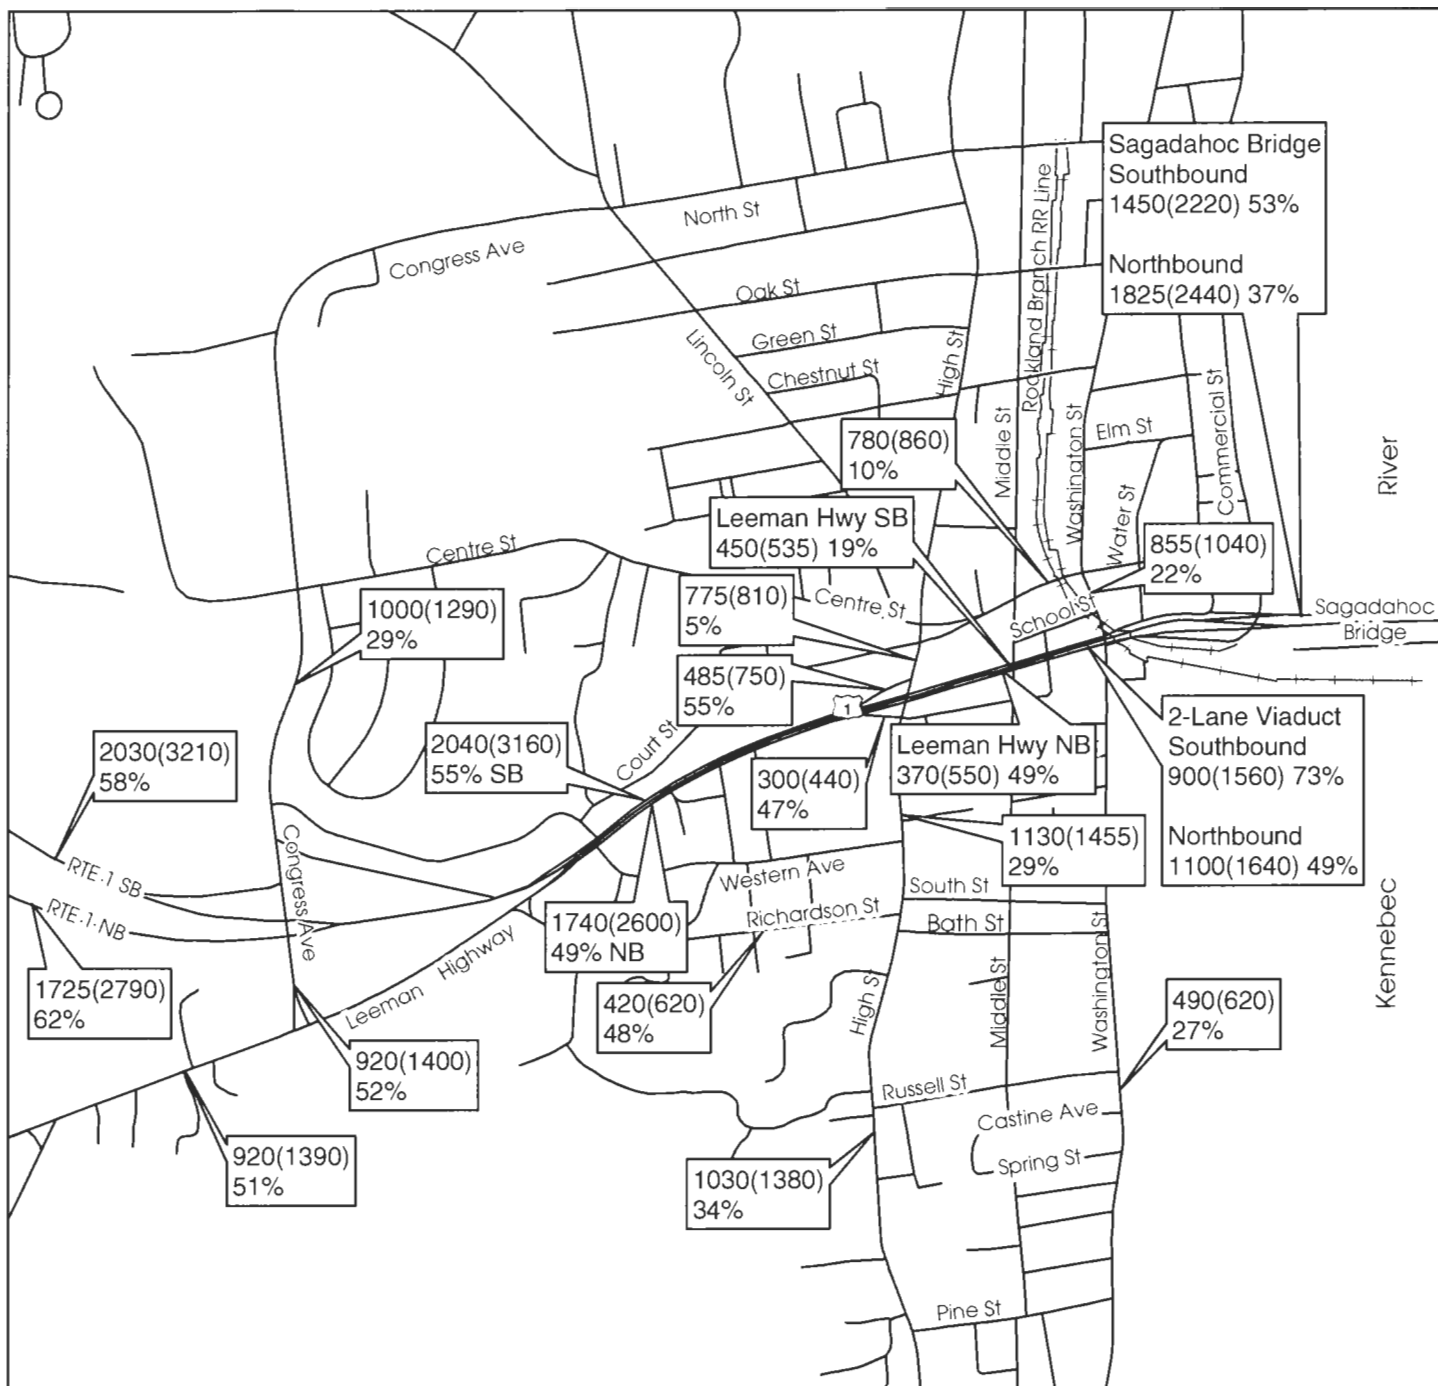 Sagadahoc Bridge
Southbound
1450(2220) 53%
Northbound
1825(2440) 37%
North St
Congress Ave
Rockland Branch RR Line
Oak St
Green St
Lincoln St
Chestnut St
High St
Middle St
Washington St
Elm St
Commercial St
River
780(860)
10%
Water St
Leeman Hwy SB
450(535) 19%
Centre St
855(1040)
22%
775(810)
5%
Centre St
School St
1000(1290)
29%
Sagadahoc
Bridge
485(750)
55%
1
2-Lane Viaduct
Southbound
900(1560) 73%
Northbound
1100(1640) 49%
Court St
2040(3160)
55% SB
2030(3210)
58%
Leeman Hwy NB
370(550) 49%
300(440)
47%
1130(1455)
29%
Congress Ave
RTE 1 SB
RTE 1 NB
Western Ave
South St
Richardson St
Bath St
Washington St
1740(2600)
49% NB
Leeman Highway
1725(2790)
62%
420(620)
48%
High St
Middle St
Kennebec
490(620)
27%
920(1400)
52%
Russell St
Castine Ave
Spring St
920(1390)
51%
1030(1380)
34%
Pine St